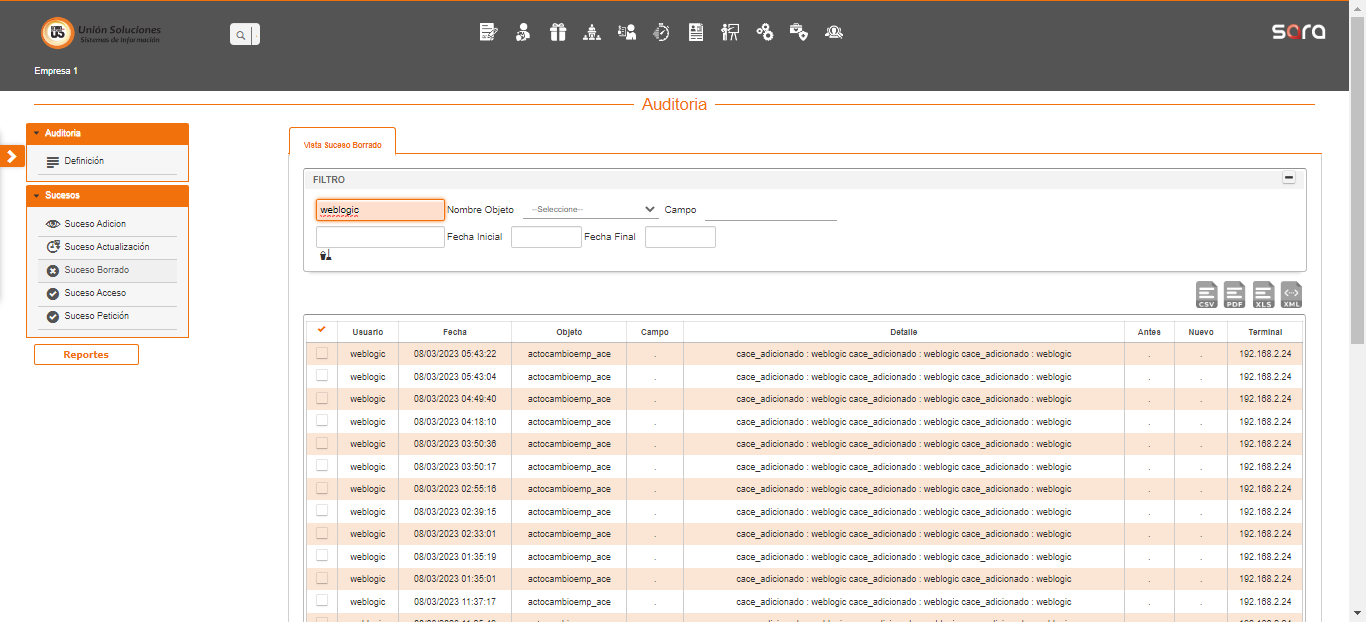 Unión Soluciones
Sistemas de Información
sara
Empresa 1
Auditoria
Auditoria
Definición
Sucesos
Suceso Adicion
Suceso Actualización
Suceso Borrado
Suceso Acceso
Suceso Petición
Reportes
Vista Suceso Borrado
FILTRO
weblogic Nombre Objeto --Seleccione-- Campo
Fecha Inicial Fecha Final
CSV PDF XLS XML
Usuario Fecha Objeto Campo Detalle Antes Nuevo Terminal
weblogic 08/03/2023 05:43:22 actocambioemp_ace . cace_adicionado : weblogic cace_adicionado : weblogic cace_adicionado : weblogic . . 192.168.2.24
weblogic 08/03/2023 05:43:04 actocambioemp_ace . cace_adicionado : weblogic cace_adicionado : weblogic cace_adicionado : weblogic . . 192.168.2.24
weblogic 08/03/2023 04:49:40 actocambioemp_ace . cace_adicionado : weblogic cace_adicionado : weblogic cace_adicionado : weblogic . . 192.168.2.24
weblogic 08/03/2023 04:18:10 actocambioemp_ace . cace_adicionado : weblogic cace_adicionado : weblogic cace_adicionado : weblogic . . 192.168.2.24
weblogic 08/03/2023 03:50:36 actocambioemp_ace . cace_adicionado : weblogic cace_adicionado : weblogic cace_adicionado : weblogic . . 192.168.2.24
weblogic 08/03/2023 03:50:17 actocambioemp_ace . cace_adicionado : weblogic cace_adicionado : weblogic cace_adicionado : weblogic . . 192.168.2.24
weblogic 08/03/2023 02:55:16 actocambioemp_ace . cace_adicionado : weblogic cace_adicionado : weblogic cace_adicionado : weblogic . . 192.168.2.24
weblogic 08/03/2023 02:39:15 actocambioemp_ace . cace_adicionado : weblogic cace_adicionado : weblogic cace_adicionado : weblogic . . 192.168.2.24
weblogic 08/03/2023 02:33:01 actocambioemp_ace . cace_adicionado : weblogic cace_adicionado : weblogic cace_adicionado : weblogic . . 192.168.2.24
weblogic 08/03/2023 01:35:19 actocambioemp_ace . cace_adicionado : weblogic cace_adicionado : weblogic cace_adicionado : weblogic . . 192.168.2.24
weblogic 08/03/2023 01:35:01 actocambioemp_ace . cace_adicionado : weblogic cace_adicionado : weblogic cace_adicionado : weblogic . . 192.168.2.24
weblogic 08/03/2023 11:37:17 actocambioemp_ace . cace_adicionado : weblogic cace_adicionado : weblogic cace_adicionado : weblogic . . 192.168.2.24